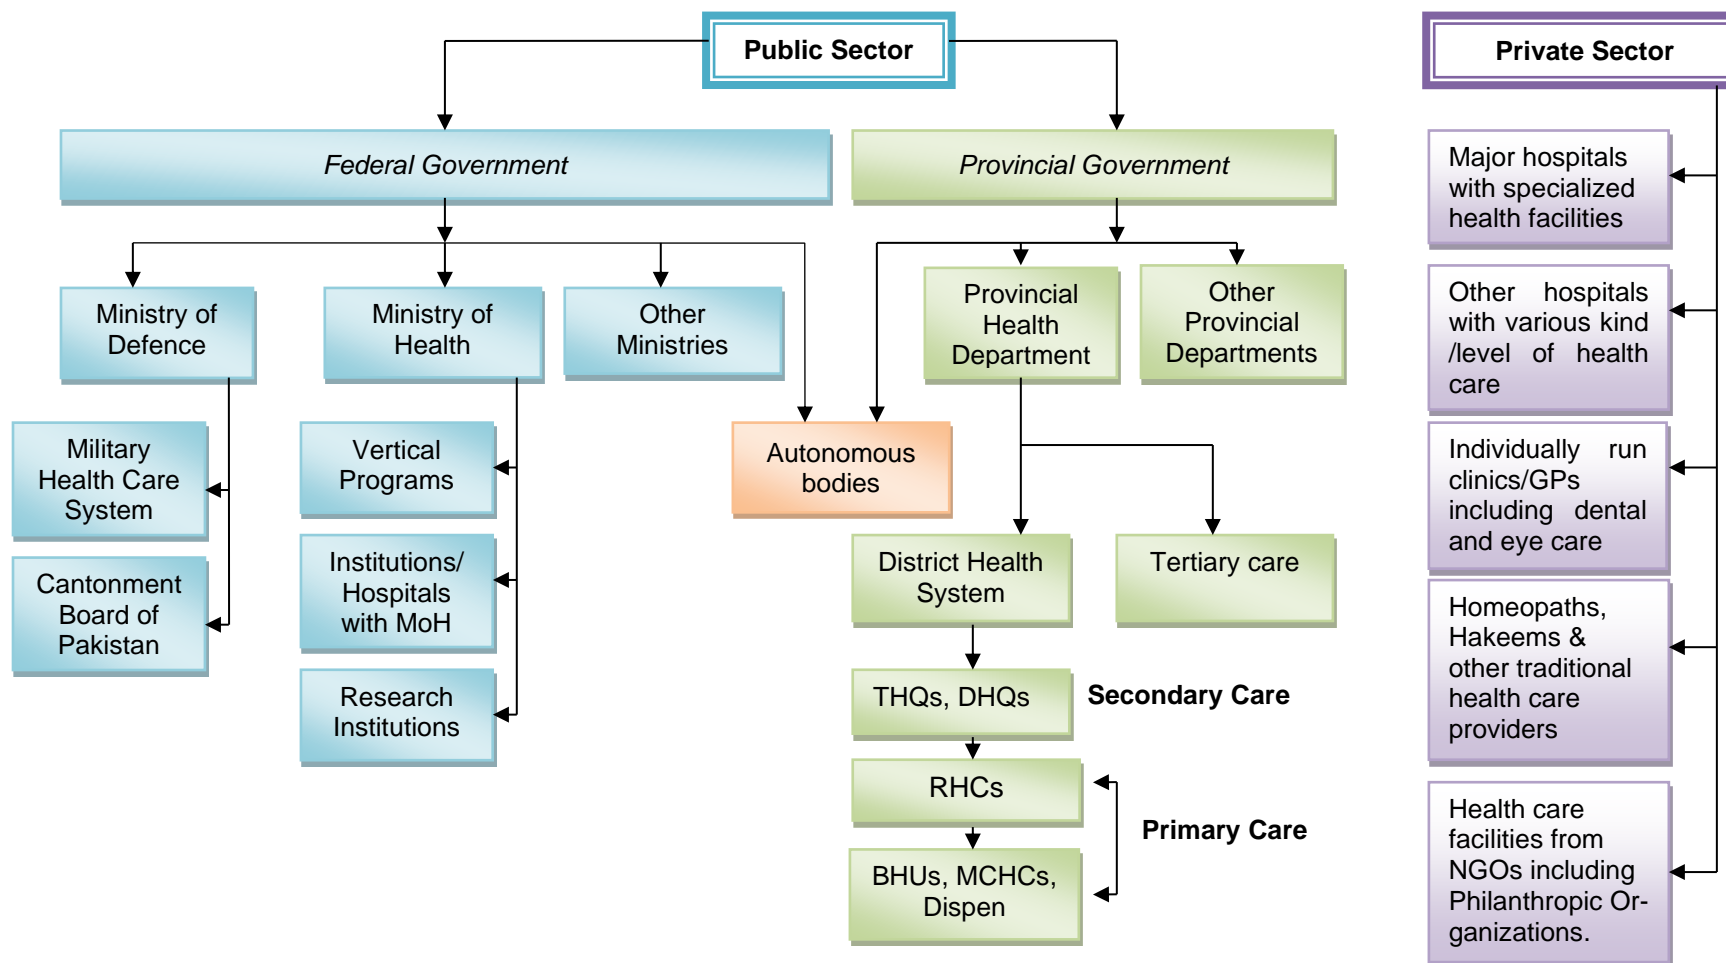 Public Sector
Private Sector
Federal Government
Provincial Government
Ministry of
Defence
Ministry of
Health
Other
Ministries
Provincial
Health
Department
Other
Provincial
Departments
Military
Health Care
System
Cantonment
Board of
Pakistan
Vertical
Programs
Institutions/
Hospitals
with MoH
Research
Institutions
Autonomous
bodies
District Health
System
Tertiary care
THQs, DHQs
Secondary Care
RHCs
Primary Care
BHUs, MCHCs,
Dispen
Major hospitals
with specialized
health facilities
Other hospitals
with various kind
/level of health
care
Individually run
clinics/GPs
including dental
and eye care
Homeopaths,
Hakeems &
other traditional
health care
providers
Health care
facilities from
NGOs including
Philanthropic Or-
ganizations.